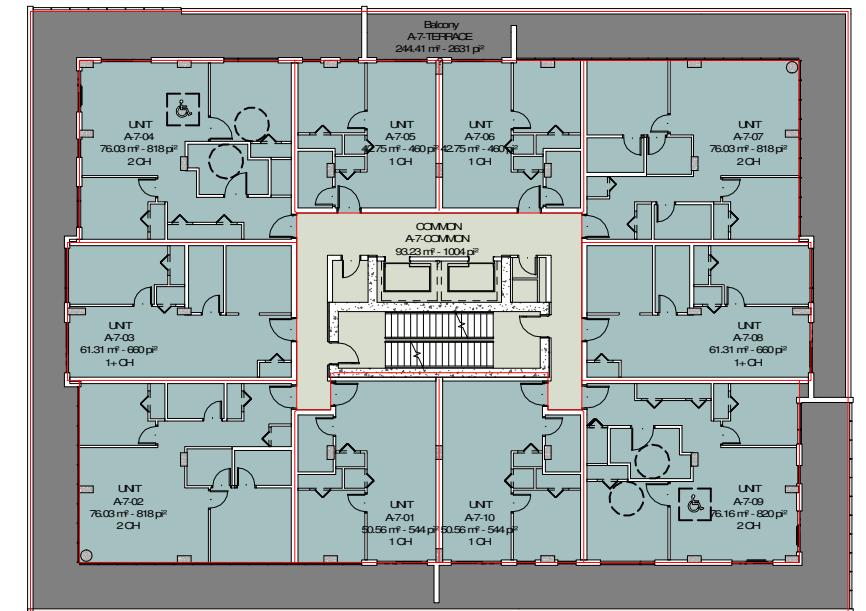 Balcony
A-7-TERRACE
244.41 m² - 2631 pi²
UNIT
A-7-04
76.03 m² - 818 pi²
2 CH
UNIT
A-7-05
42.75 m² - 460 pi²
1 CH
UNIT
A-7-06
42.75 m² - 460 pi²
1 CH
UNIT
A-7-07
76.03 m² - 818 pi²
2 CH
COMMON
A-7-COMMON
93.23 m² - 1004 pi²
UNIT
A-7-03
61.31 m² - 660 pi²
1+ CH
UNIT
A-7-08
61.31 m² - 660 pi²
1+ CH
UNIT
A-7-02
76.03 m² - 818 pi²
2 CH
UNIT
A-7-01
50.56 m² - 544 pi²
1 CH
UNIT
A-7-10
50.56 m² - 544 pi²
1 CH
UNIT
A-7-09
76.16 m² - 820 pi²
2 CH